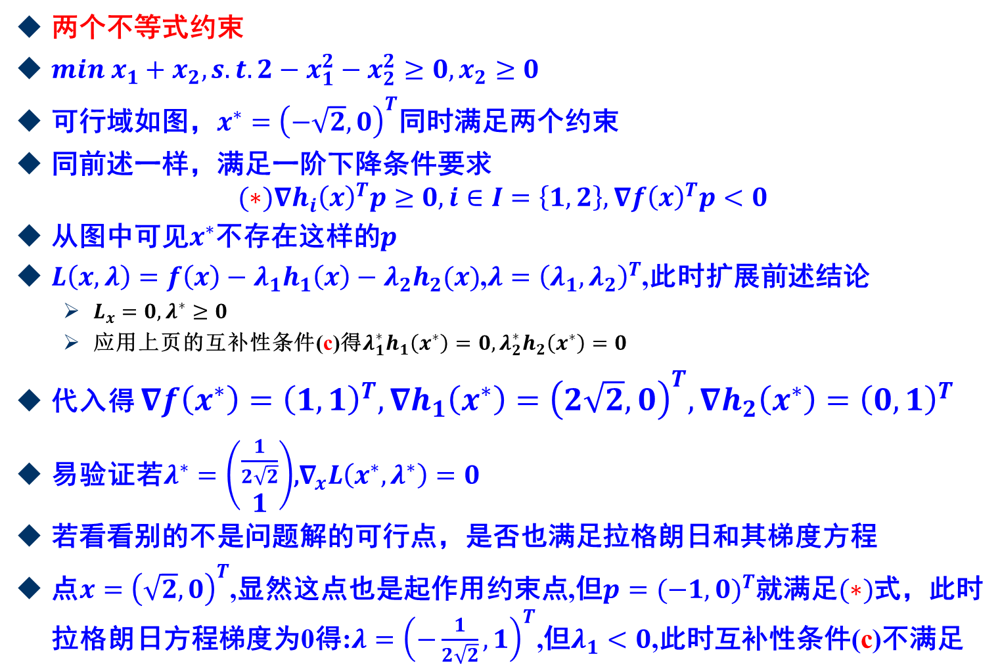 ◆ 两个不等式约束
◆ $min\ x_1 + x_2, s.t. 2 - x_1^2 - x_2^2 \geq 0, x_2 \geq 0$
◆ 可行域如图，$x^* = (-\sqrt{2}, 0)^T$同时满足两个约束
◆ 同前述一样，满足一阶下降条件要求
$(*)\nabla h_i(x)^T p \geq 0, i \in I = \{1, 2\}, \nabla f(x)^T p < 0$
◆ 从图中可见$x^*$不存在这样的$p$
◆ $L(x, \lambda) = f(x) - \lambda_1 h_1(x) - \lambda_2 h_2(x), \lambda = (\lambda_1, \lambda_2)^T$,此时扩展前述结论
➢ $L_x = 0, \lambda^* \geq 0$
➢ 应用上页的互补性条件(c)得$\lambda_1^* h_1(x^*) = 0, \lambda_2^* h_2(x^*) = 0$
◆ 代入得 $\nabla f(x^*) = (1, 1)^T, \nabla h_1(x^*) = (2\sqrt{2}, 0)^T, \nabla h_2(x^*) = (0, 1)^T$
◆ 易验证若$\lambda^* = \begin{pmatrix} \frac{1}{2\sqrt{2}} \\ 1 \end{pmatrix}, \nabla_x L(x^*, \lambda^*) = 0$
◆ 若看看别的不是问题解的可行点，是否也满足拉格朗日和其梯度方程
◆ 点$x = (\sqrt{2}, 0)^T$,显然这点也是起作用约束点,但$p = (-1, 0)^T$就满足$(*)$式，此时
拉格朗日方程梯度为0得:$\lambda = (-\frac{1}{2\sqrt{2}}, 1)^T$,但$\lambda_1 < 0$,此时互补性条件(c)不满足